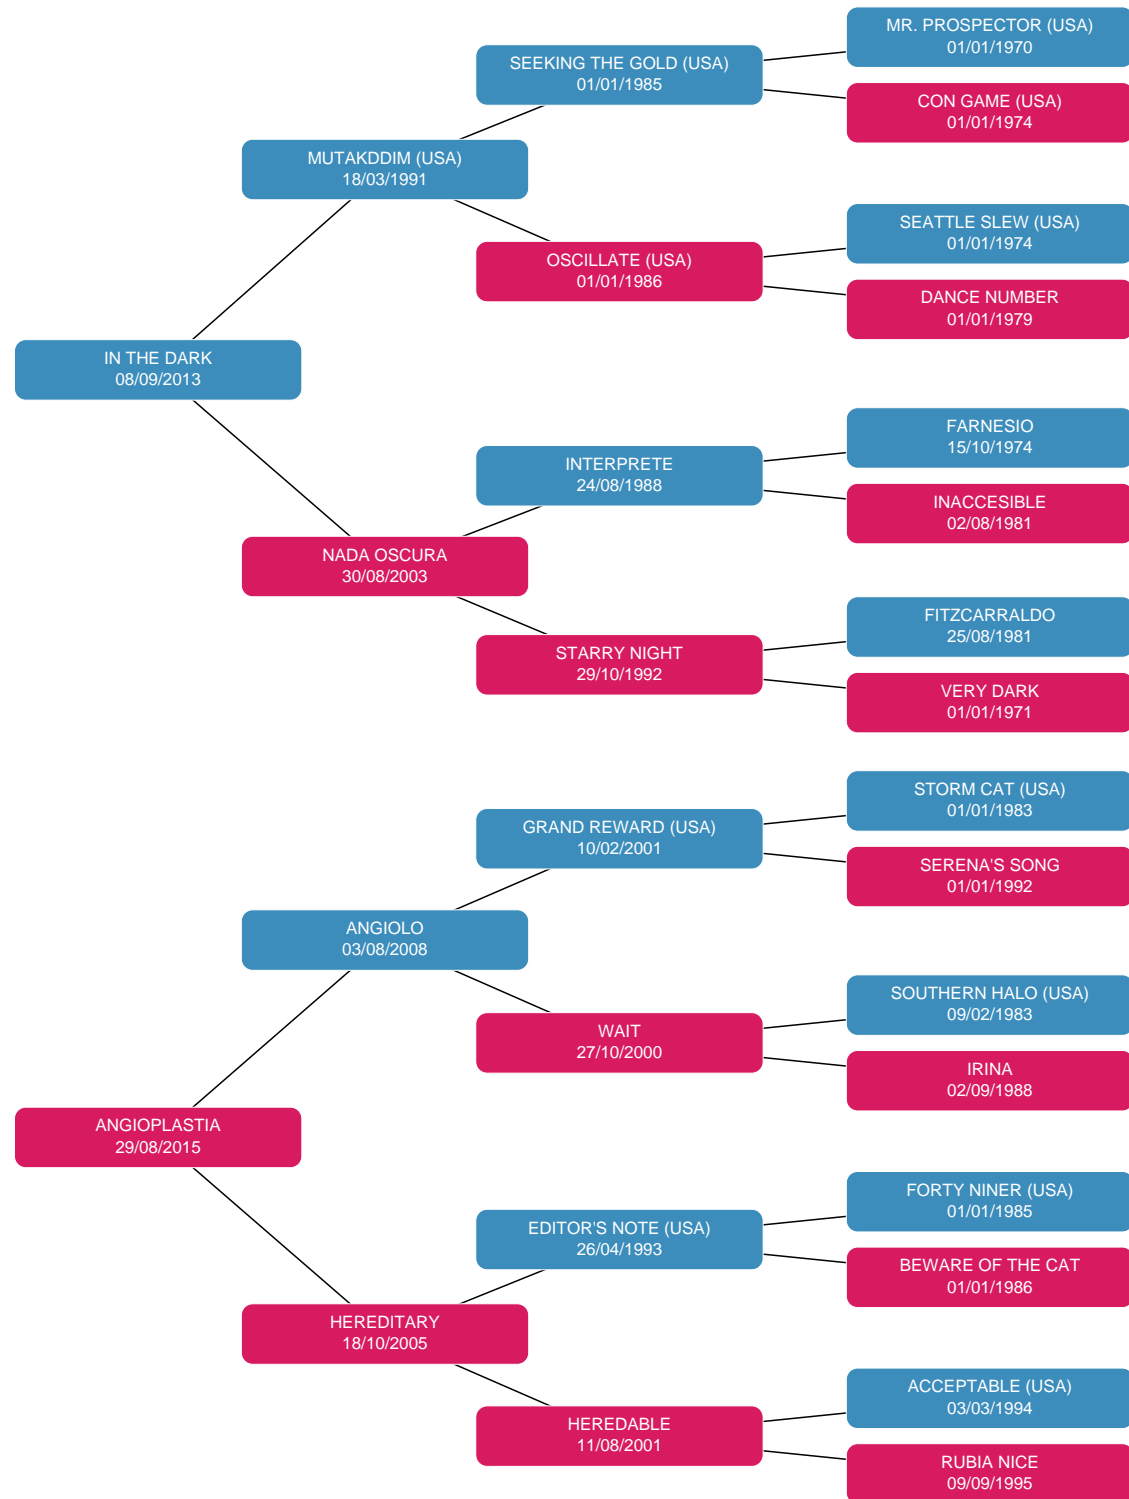 MR. PROSPECTOR (USA)
01/01/1970
SEEKING THE GOLD (USA)
01/01/1985
CON GAME (USA)
01/01/1974
MUTAKDDIM (USA)
18/03/1991
SEATTLE SLEW (USA)
01/01/1974
OSCILLATE (USA)
01/01/1986
DANCE NUMBER
01/01/1979
IN THE DARK
08/09/2013
FARNESIO
15/10/1974
INTERPRETE
24/08/1988
INACCESIBLE
02/08/1981
NADA OSCURA
30/08/2003
FITZCARRALDO
25/08/1981
STARRY NIGHT
29/10/1992
VERY DARK
01/01/1971
STORM CAT (USA)
01/01/1983
GRAND REWARD (USA)
10/02/2001
SERENA'S SONG
01/01/1992
ANGIOLO
03/08/2008
SOUTHERN HALO (USA)
09/02/1983
WAIT
27/10/2000
IRINA
02/09/1988
ANGIOPLASTIA
29/08/2015
FORTY NINER (USA)
01/01/1985
EDITOR'S NOTE (USA)
26/04/1993
BEWARE OF THE CAT
01/01/1986
HEREDITARY
18/10/2005
ACCEPTABLE (USA)
03/03/1994
HEREDABLE
11/08/2001
RUBIA NICE
09/09/1995